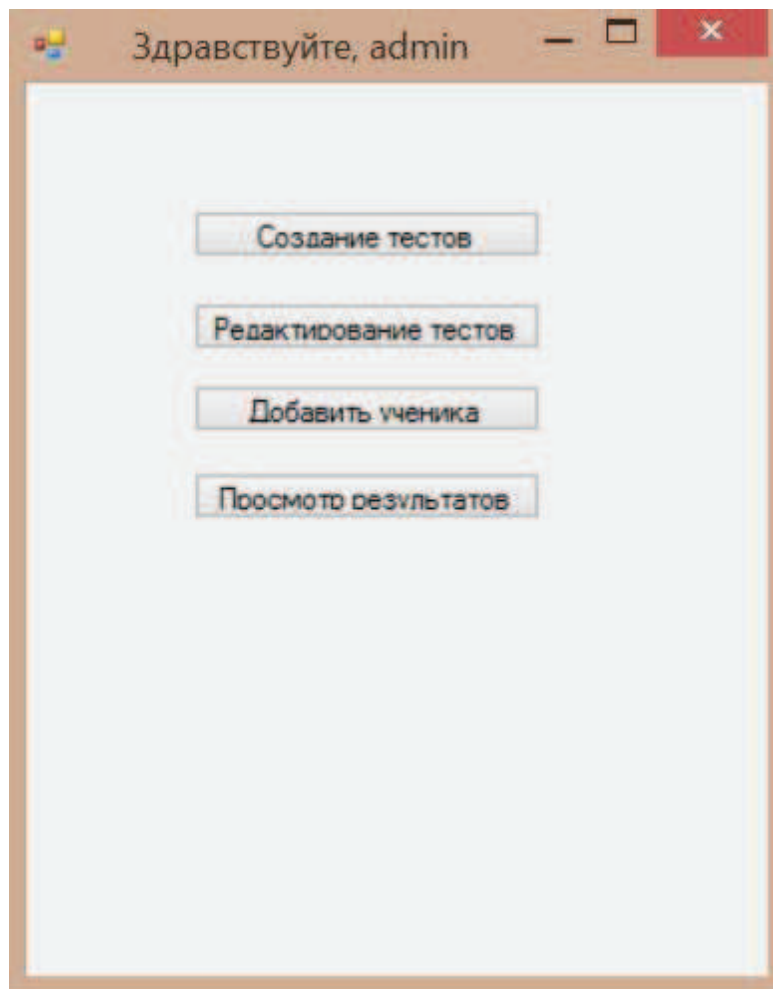 Здравствуйте, admin
Создание тестов
Редактирование тестов
Добавить ученика
Просмотр результатов